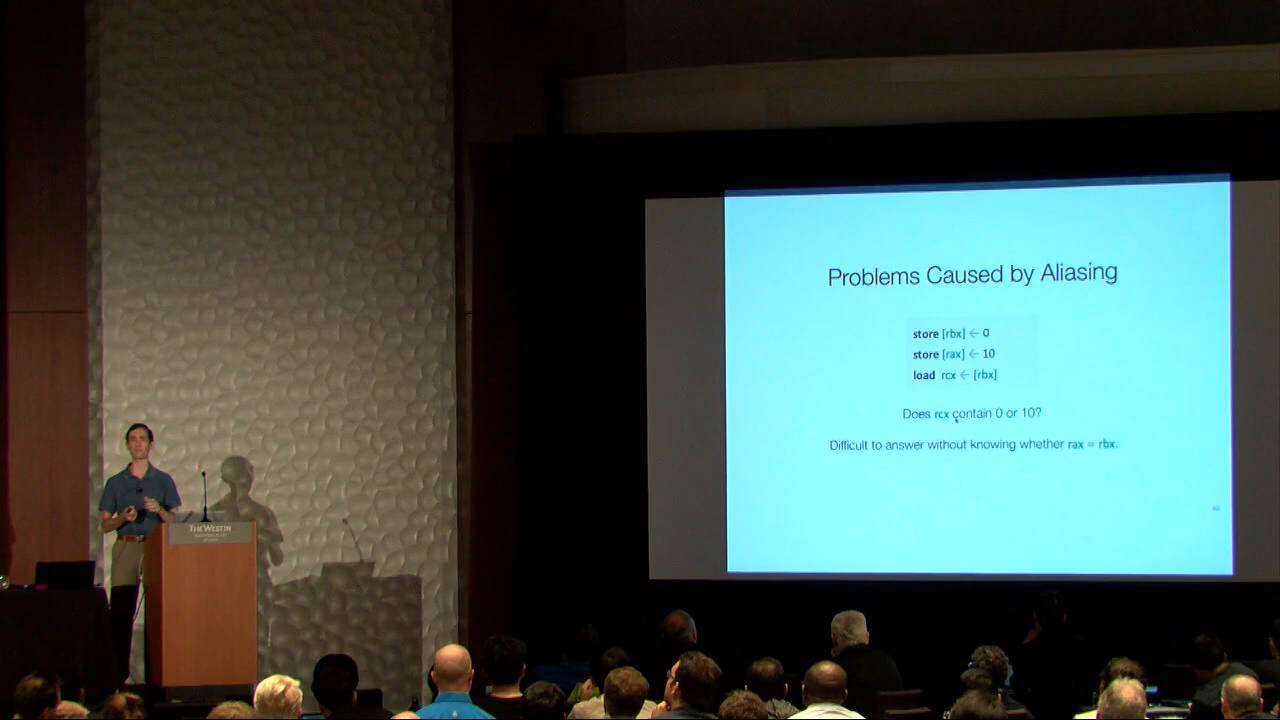 Problems Caused by Aliasing
store [rbx] ← 0
store [rax] ← 10
load rcx ← [rbx]
Does rcx contain 0 or 10?
Difficult to answer without knowing whether rax = rbx.
THE WESTIN